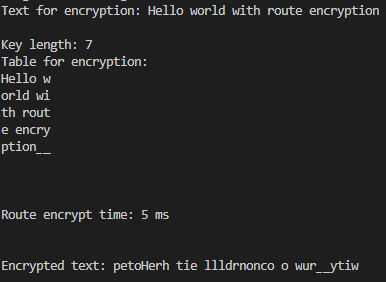 Text for encryption: Hello world with route encryption
Key length: 7
Table for encryption:
Hello w
orld wi
th rout
e encry
ption__
Route encrypt time: 5 ms
Encrypted text: petoHerh tie llldrnonco o wur__ytiw